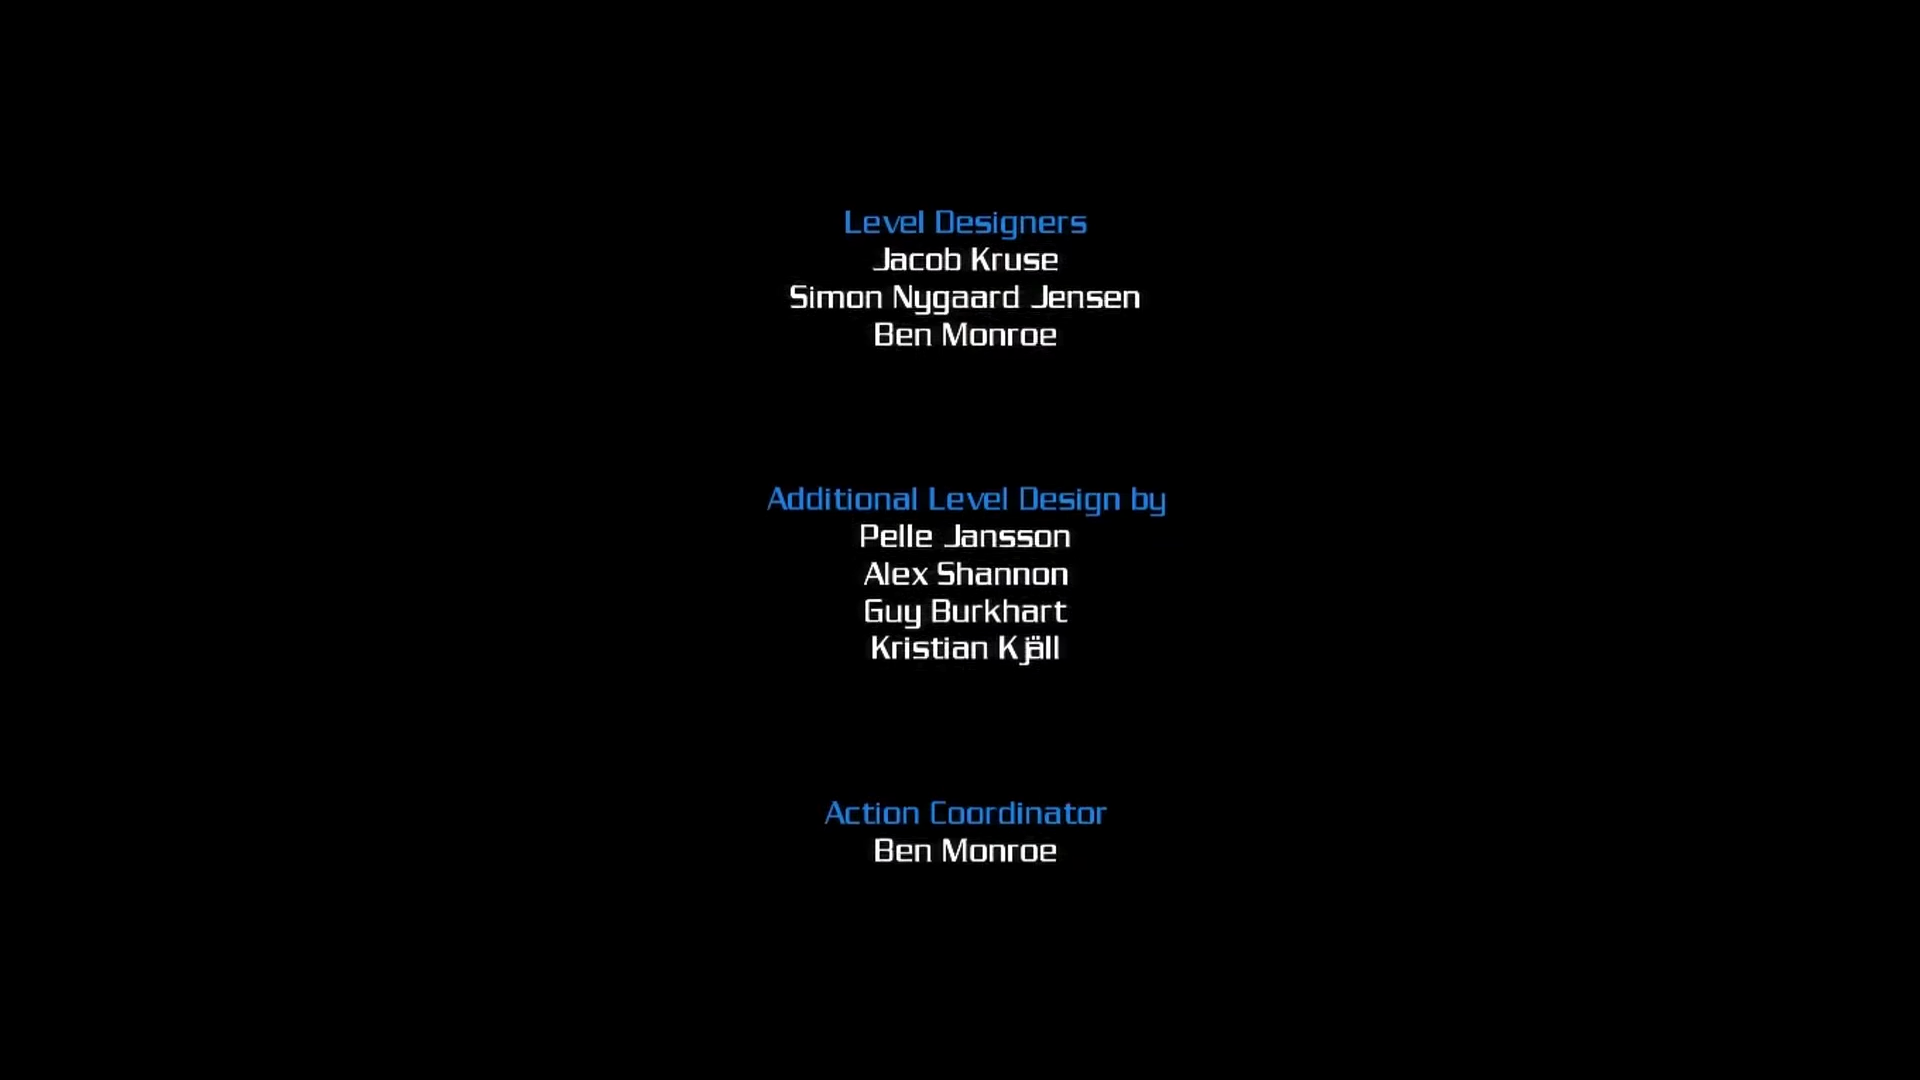 Level Designers
Jacob Kruse
Simon Nygaard Jensen
Ben Monroe
Additional Level Design by
Pelle Jansson
Alex Shannon
Guy Burkhart
Kristian Kjäll
Action Coordinator
Ben Monroe